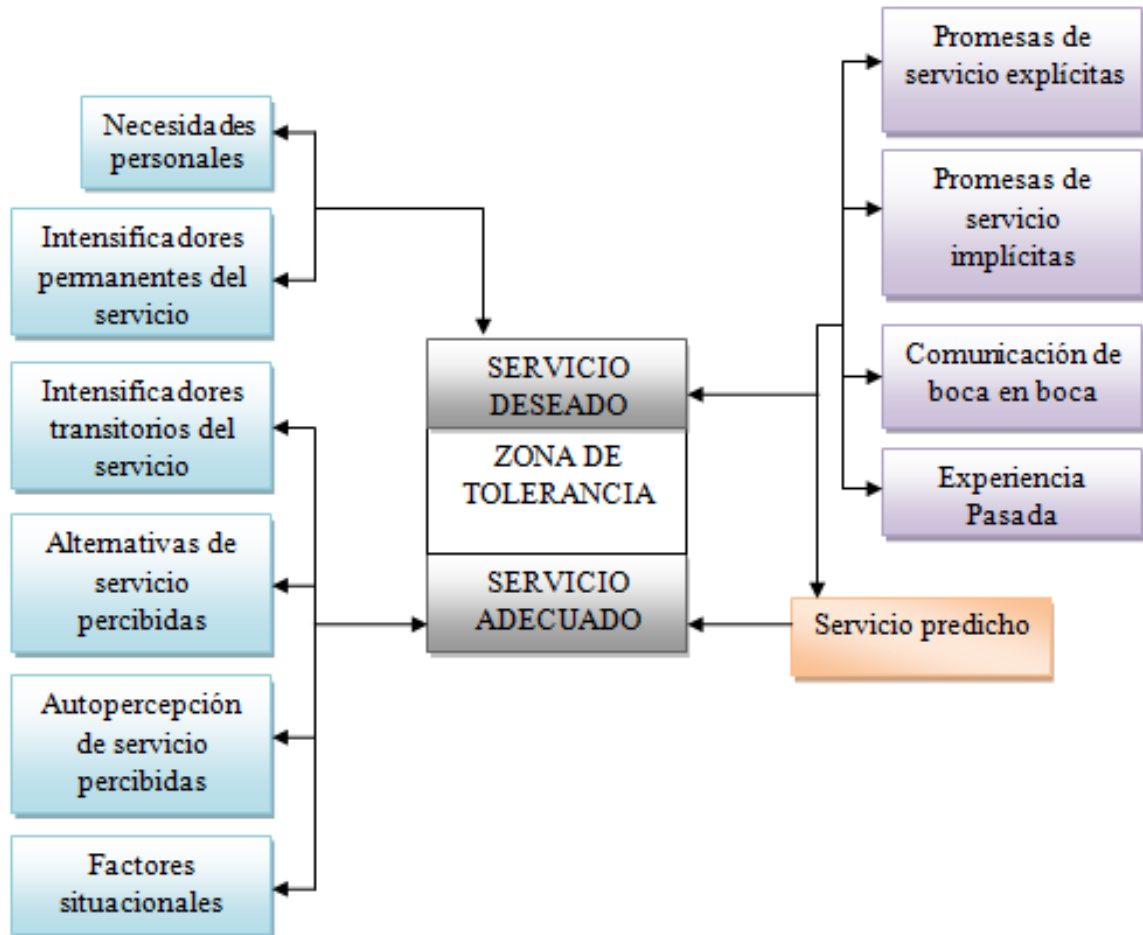 Necesidades
personales
Intensificadores
permanentes del
servicio
Intensificadores
transitorios del
servicio
Alternativas de
servicio
percibidas
Autopercepción
de servicio
percibidas
Factores
situacionales
SERVICIO
DESEADO
ZONA DE
TOLERANCIA
SERVICIO
ADECUADO
Promesas de
servicio explícitas
Promesas de
servicio
implícitas
Comunicación de
boca en boca
Experiencia
Pasada
Servicio predicho